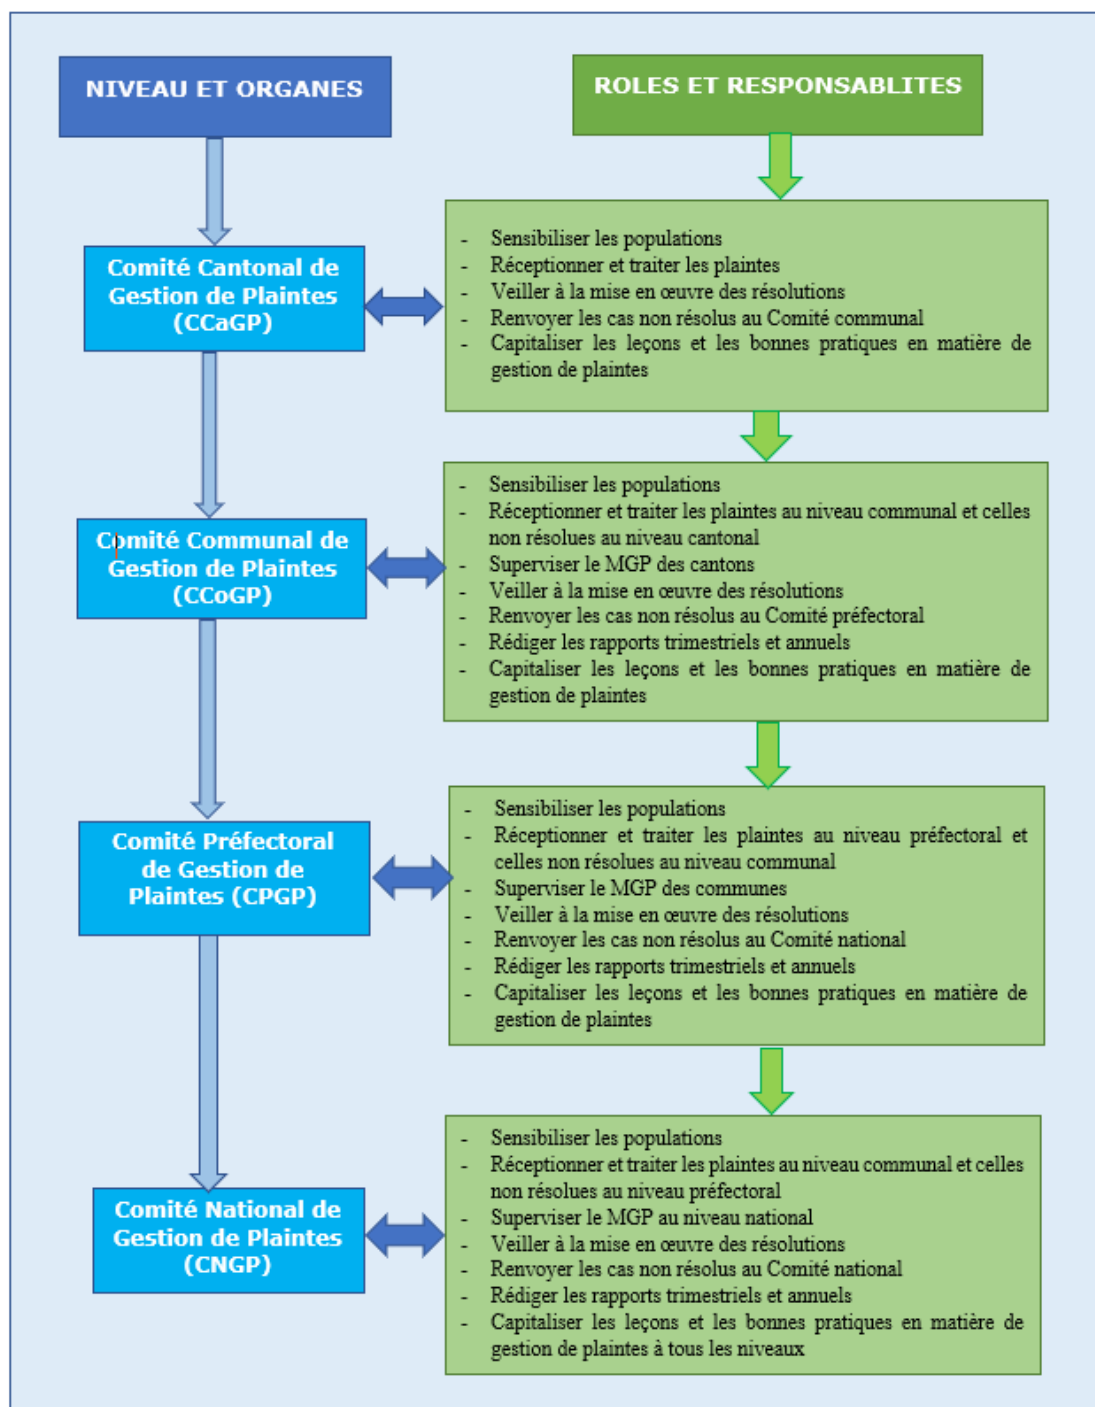 NIVEAU ET ORGANES
ROLES ET RESPONSABLITES
Comité Cantonal de
Gestion de Plaintes
(CCaGP)
- Sensibiliser les populations
- Réceptionner et traiter les plaintes
- Veiller à la mise en œuvre des résolutions
- Renvoyer les cas non résolus au Comité communal
- Capitaliser les leçons et les bonnes pratiques en matière de
gestion de plaintes
Comité Communal de
Gestion de Plaintes
(CCoGP)
- Sensibiliser les populations
- Réceptionner et traiter les plaintes au niveau communal et celles
non résolues au niveau cantonal
- Superviser le MGP des cantons
- Veiller à la mise en œuvre des résolutions
- Renvoyer les cas non résolus au Comité préfectoral
- Rédiger les rapports trimestriels et annuels
- Capitaliser les leçons et les bonnes pratiques en matière de
gestion de plaintes
Comité Préfectoral
de Gestion de
Plaintes (CPGP)
- Sensibiliser les populations
- Réceptionner et traiter les plaintes au niveau préfectoral et
celles non résolues au niveau communal
- Superviser le MGP des communes
- Veiller à la mise en œuvre des résolutions
- Renvoyer les cas non résolus au Comité national
- Rédiger les rapports trimestriels et annuels
- Capitaliser les leçons et les bonnes pratiques en matière de
gestion de plaintes
Comité National de
Gestion de Plaintes
(CNGP)
- Sensibiliser les populations
- Réceptionner et traiter les plaintes au niveau communal et celles
non résolues au niveau préfectoral
- Superviser le MGP au niveau national
- Veiller à la mise en œuvre des résolutions
- Renvoyer les cas non résolus au Comité national
- Rédiger les rapports trimestriels et annuels
- Capitaliser les leçons et les bonnes pratiques en matière de
gestion de plaintes à tous les niveaux